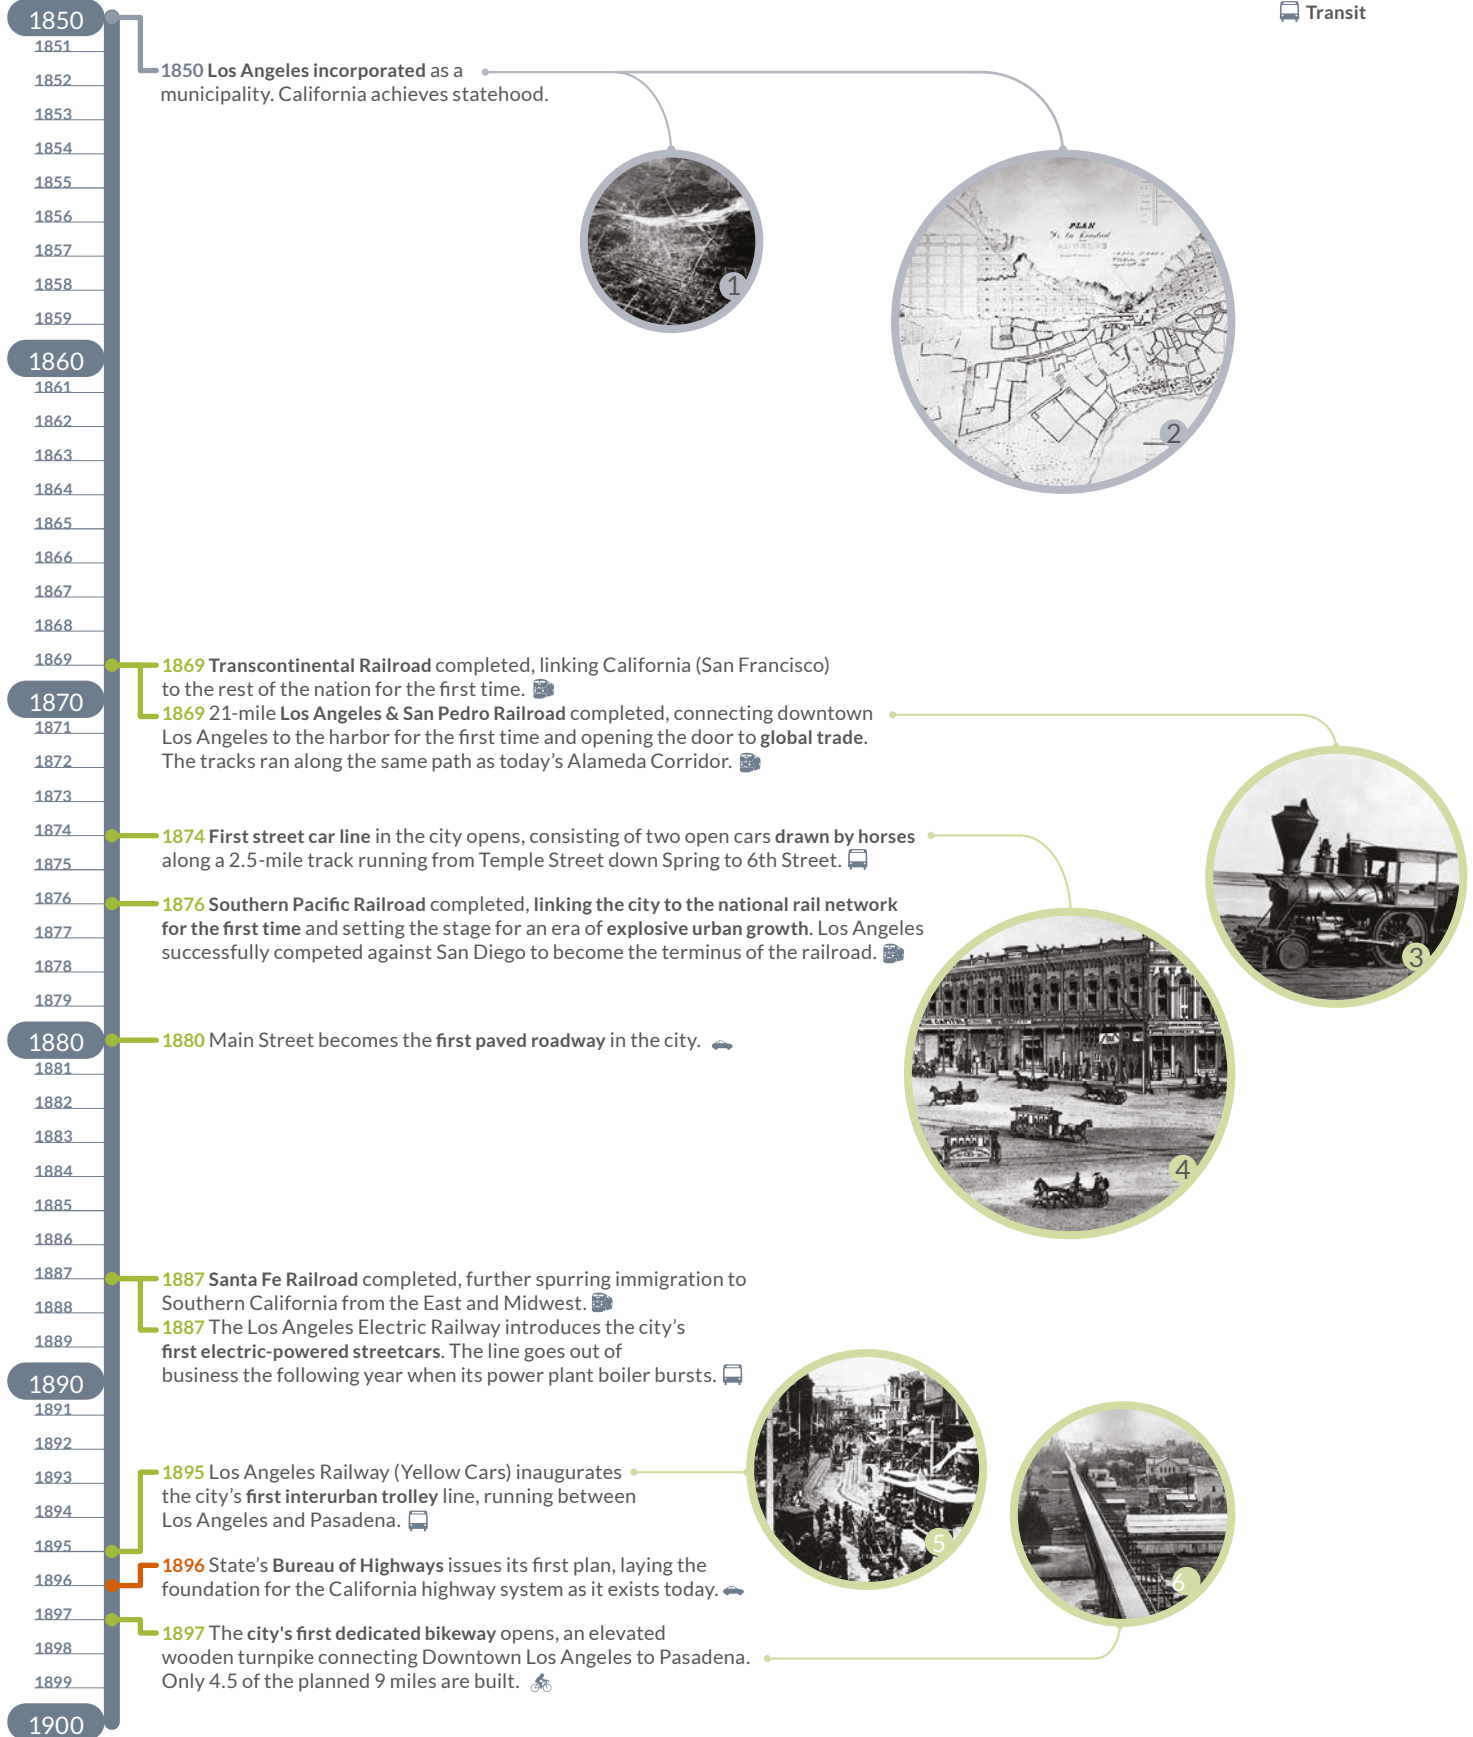 Transit
1850
1851
1852
1853
1854
1855
1856
1857
1858
1859
1860
1861
1862
1863
1864
1865
1866
1867
1868
1869
1870
1871
1872
1873
1874
1875
1876
1877
1878
1879
1880
1881
1882
1883
1884
1885
1886
1887
1888
1889
1890
1891
1892
1893
1894
1895
1896
1897
1898
1899
1900
1850 Los Angeles incorporated as a
municipality. California achieves statehood.
1
PLAN
de la Ciudad
ANGELES
2
1869 Transcontinental Railroad completed, linking California (San Francisco)
to the rest of the nation for the first time.
1869 21-mile Los Angeles & San Pedro Railroad completed, connecting downtown
Los Angeles to the harbor for the first time and opening the door to global trade.
The tracks ran along the same path as today's Alameda Corridor.
3
1874 First street car line in the city opens, consisting of two open cars drawn by horses
along a 2.5-mile track running from Temple Street down Spring to 6th Street.
1876 Southern Pacific Railroad completed, linking the city to the national rail network
for the first time and setting the stage for an era of explosive urban growth. Los Angeles
successfully competed against San Diego to become the terminus of the railroad.
4
1880 Main Street becomes the first paved roadway in the city.
1887 Santa Fe Railroad completed, further spurring immigration to
Southern California from the East and Midwest.
1887 The Los Angeles Electric Railway introduces the city's
first electric-powered streetcars. The line goes out of
business the following year when its power plant boiler bursts.
1895 Los Angeles Railway (Yellow Cars) inaugurates
the city's first interurban trolley line, running between
Los Angeles and Pasadena.
5
1896 State's Bureau of Highways issues its first plan, laying the
foundation for the California highway system as it exists today.
6
1897 The city's first dedicated bikeway opens, an elevated
wooden turnpike connecting Downtown Los Angeles to Pasadena.
Only 4.5 of the planned 9 miles are built.